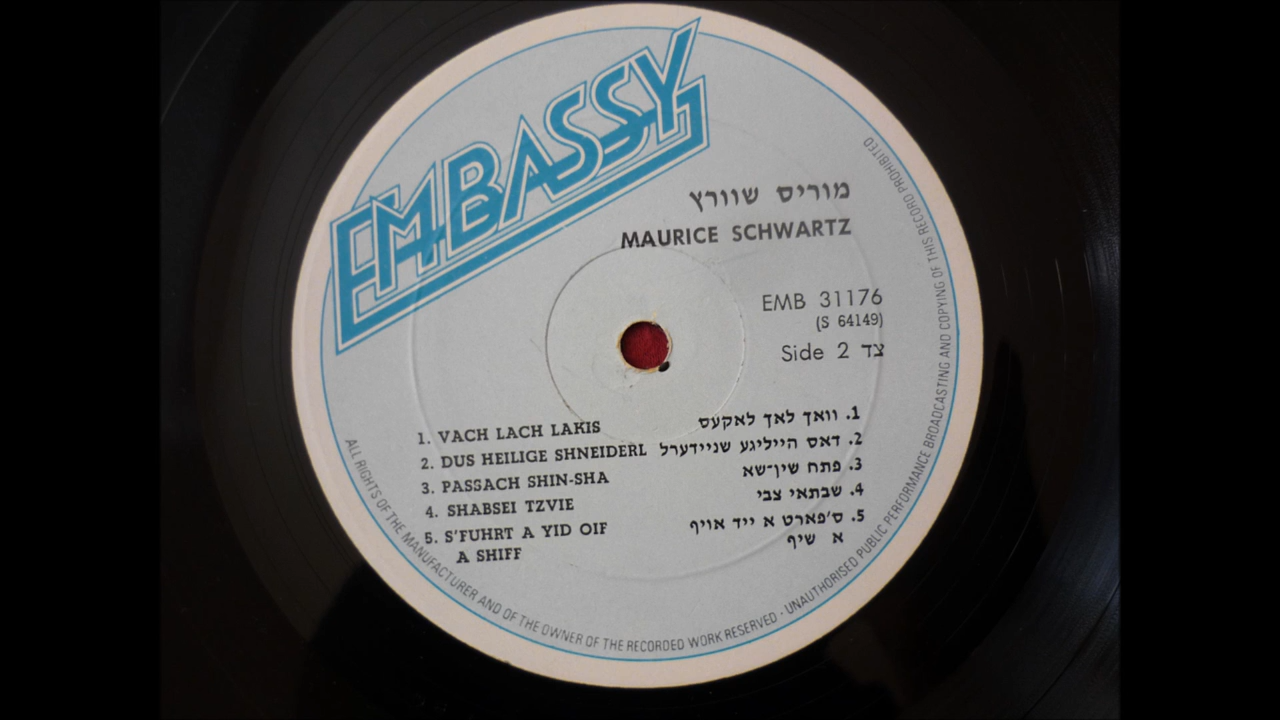 EMBASSY
מוריס שוורץ
MAURICE SCHWARTZ
EMB 31176
(S 64149)
Side 2 צד
1. VACH LACH LAKIS
1. וואך לאך לאקעס
2. DUS HEILIGE SHNEIDERL
2. דאס הייליגע שניידערל
3. PASSACH SHIN-SHA
3. פתח שין־שא
4. SHABSEI TZVIE
4. שבתאי צבי
5. S'FUHRT A YID OIF
A SHIFF
5. ס'פארט א ייד אויף
א שיף
ALL RIGHTS OF THE MANUFACTURER AND OF THE OWNER OF THE RECORDED WORK RESERVED · UNAUTHORISED PUBLIC PERFORMANCE BROADCASTING AND COPYING OF THIS RECORD PROHIBITED